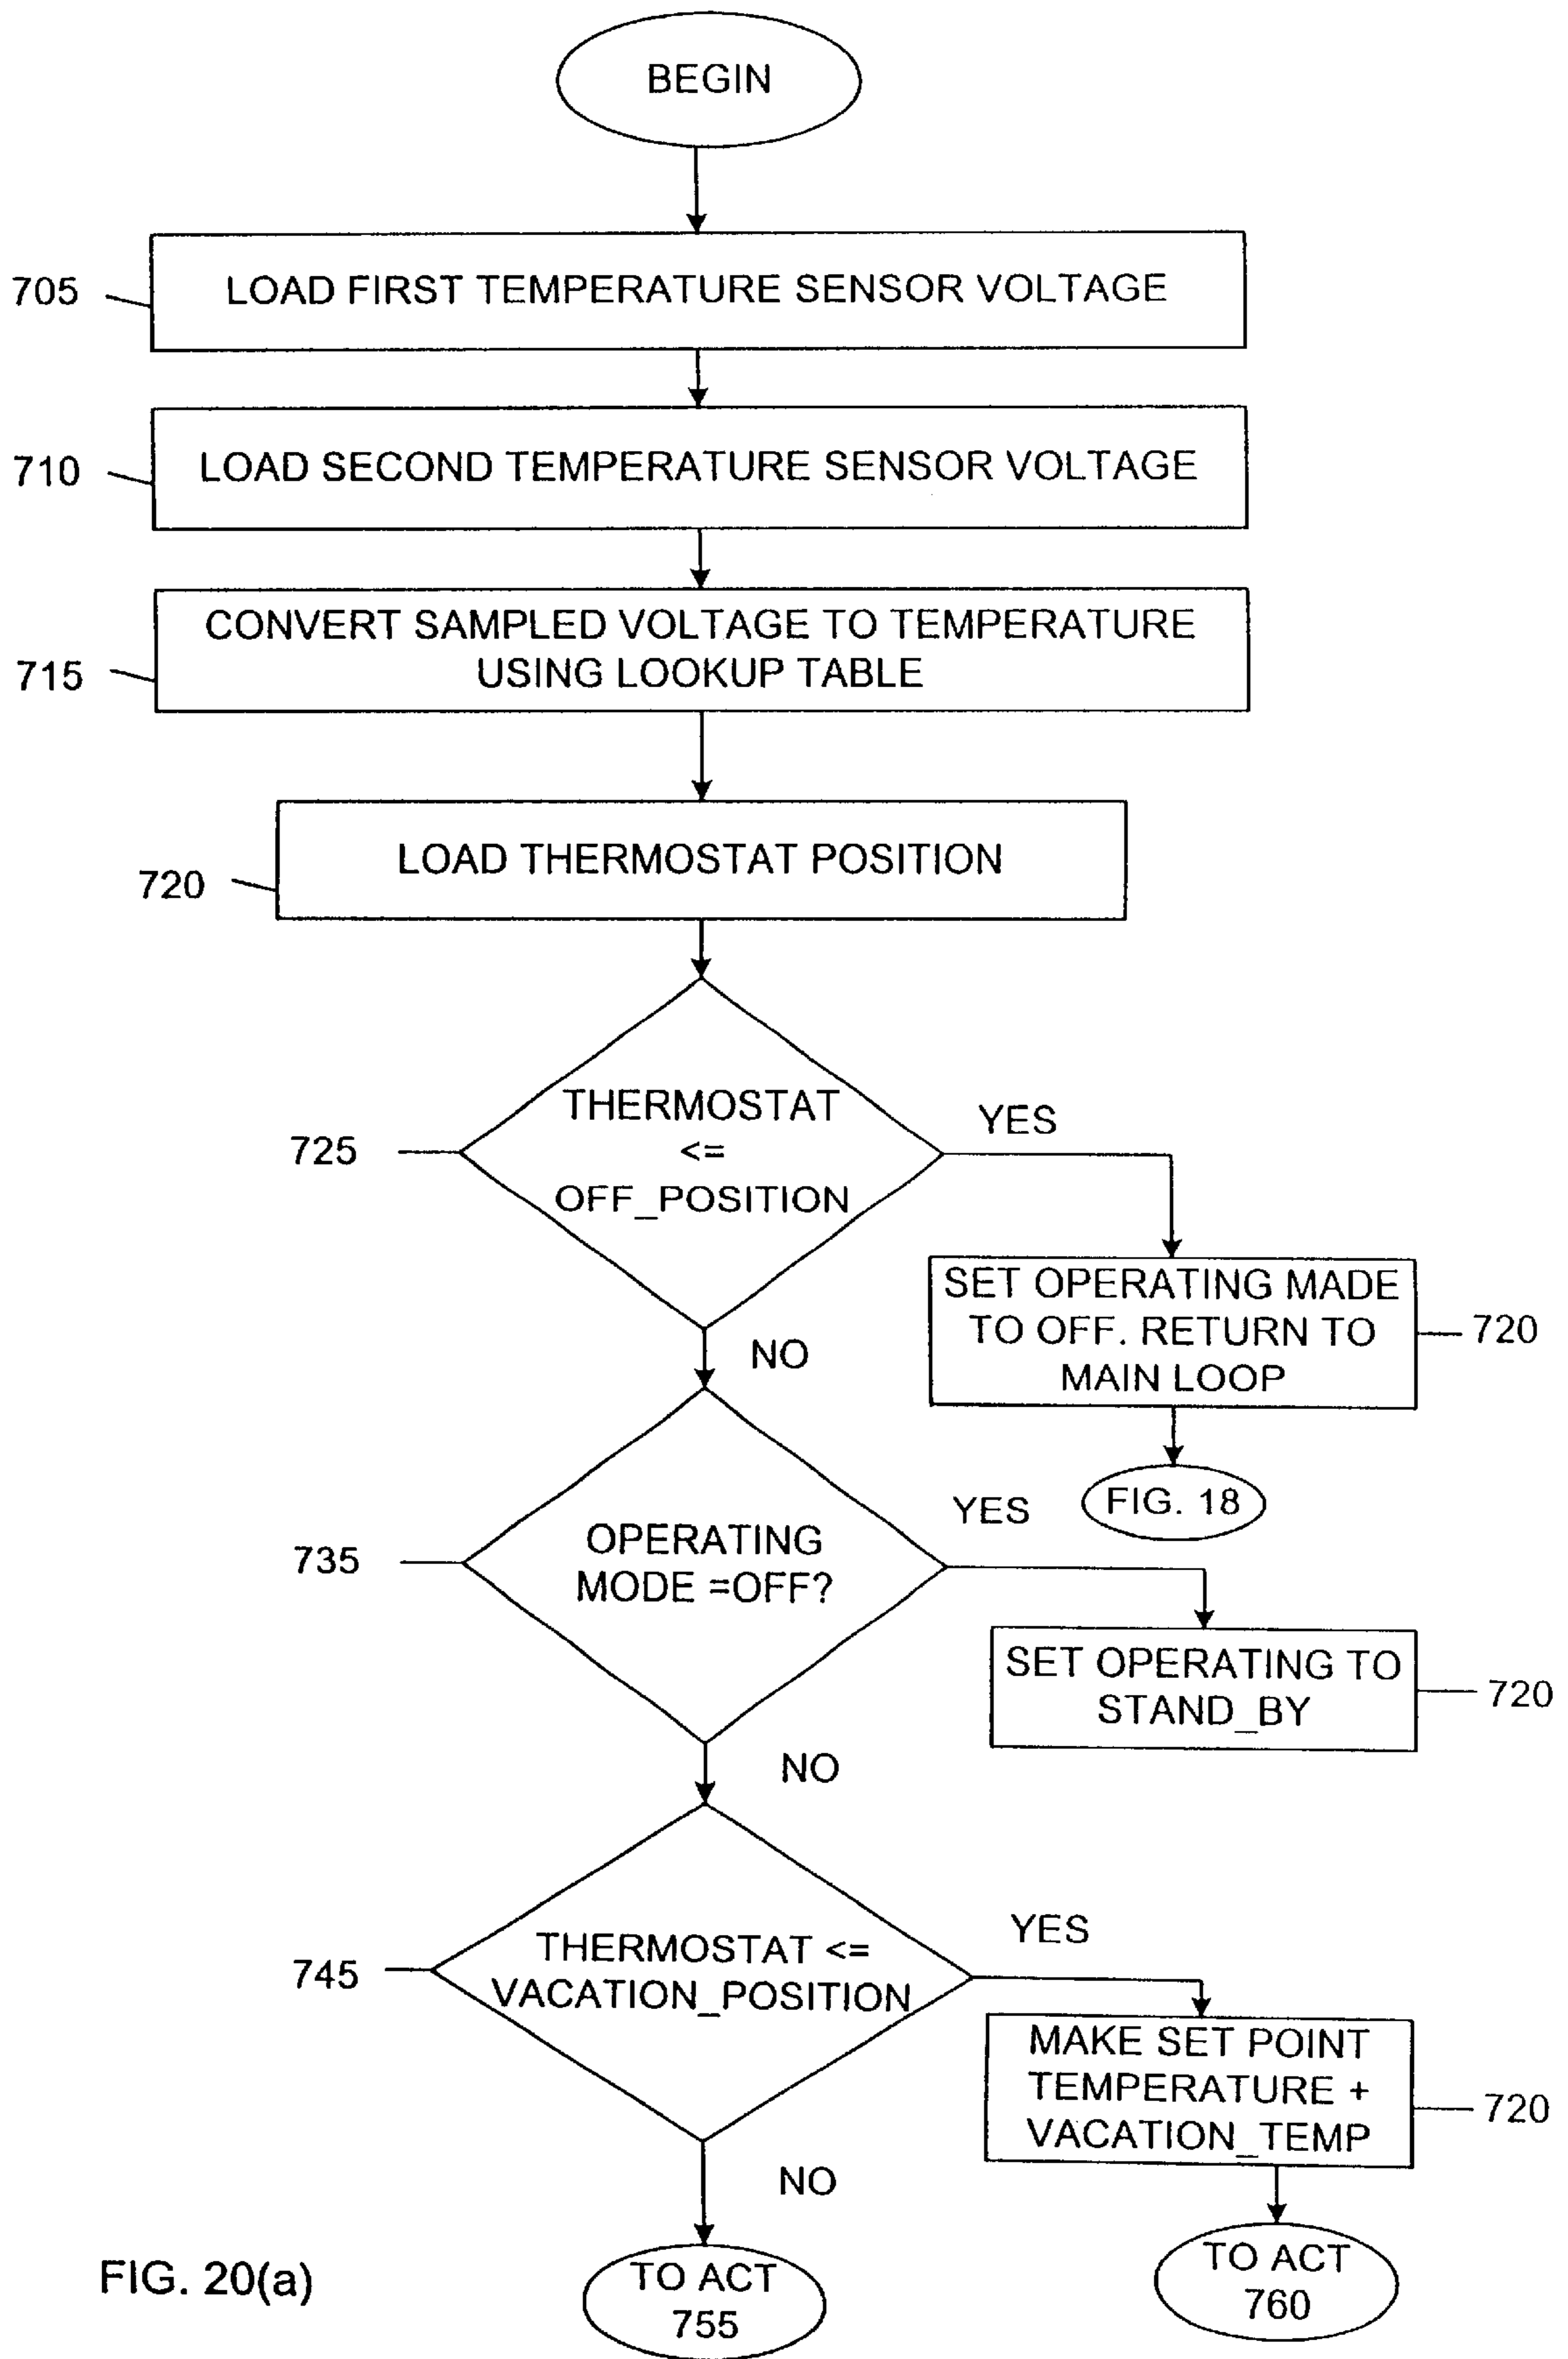 BEGIN
705
LOAD FIRST TEMPERATURE SENSOR VOLTAGE
710
LOAD SECOND TEMPERATURE SENSOR VOLTAGE
715
CONVERT SAMPLED VOLTAGE TO TEMPERATURE
USING LOOKUP TABLE
720
LOAD THERMOSTAT POSITION
725
THERMOSTAT
<=
OFF_POSITION
YES
SET OPERATING MADE
TO OFF. RETURN TO
MAIN LOOP
720
NO
FIG. 18
735
OPERATING
MODE =OFF?
YES
SET OPERATING TO
STAND_BY
720
NO
745
THERMOSTAT <=
VACATION_POSITION
YES
MAKE SET POINT
TEMPERATURE +
VACATION_TEMP
720
NO
TO ACT
755
TO ACT
760
FIG. 20(a)